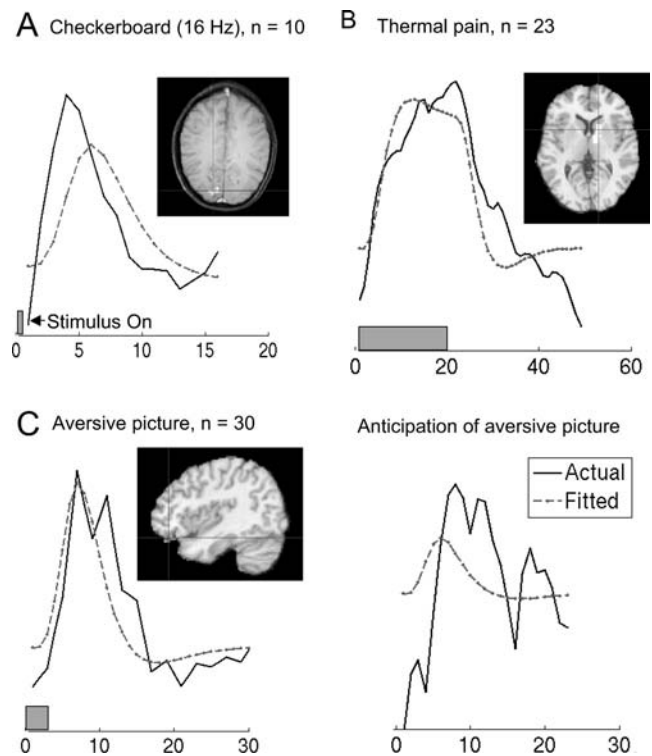 A Checkerboard (16 Hz), n = 10
Stimulus On
0 5 10 15 20
B Thermal pain, n = 23
0 20 40 60
C Aversive picture, n = 30
0 10 20 30
Anticipation of aversive picture
Actual
Fitted
0 10 20 30